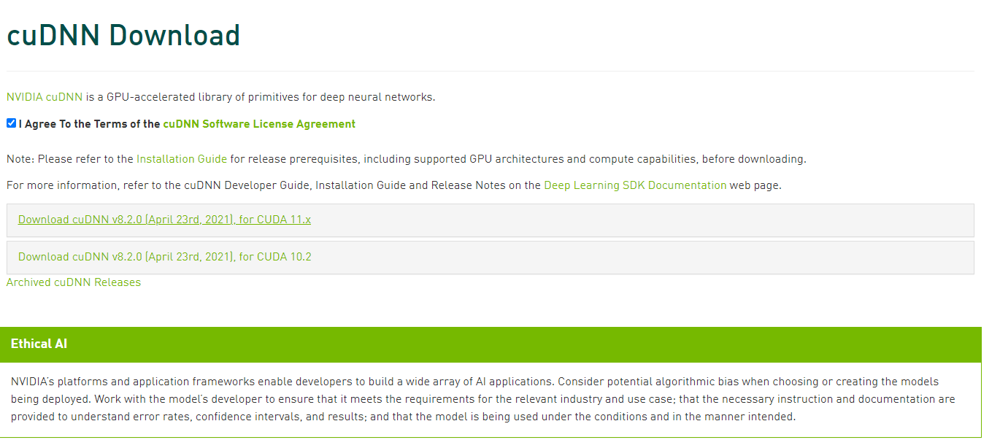 cuDNN Download
NVIDIA cuDNN is a GPU-accelerated library of primitives for deep neural networks.
I Agree To the Terms of the cuDNN Software License Agreement
Note: Please refer to the Installation Guide for release prerequisites, including supported GPU architectures and compute capabilities, before downloading.
For more information, refer to the cuDNN Developer Guide, Installation Guide and Release Notes on the Deep Learning SDK Documentation web page.
Download cuDNN v8.2.0 (April 23rd, 2021), for CUDA 11.x
Download cuDNN v8.2.0 (April 23rd, 2021), for CUDA 10.2
Archived cuDNN Releases
Ethical AI
NVIDIA's platforms and application frameworks enable developers to build a wide array of AI applications. Consider potential algorithmic bias when choosing or creating the models
being deployed. Work with the model's developer to ensure that it meets the requirements for the relevant industry and use case; that the necessary instruction and documentation are
provided to understand error rates, confidence intervals, and results; and that the model is being used under the conditions and in the manner intended.